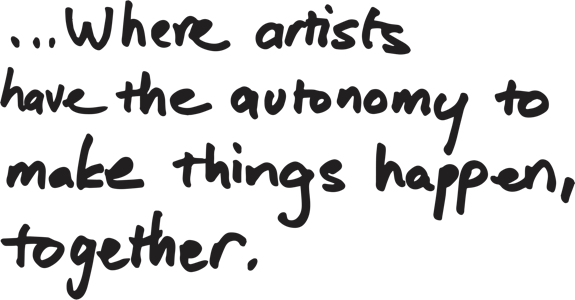 ...Where artists
have the autonomy to
make things happen,
together.